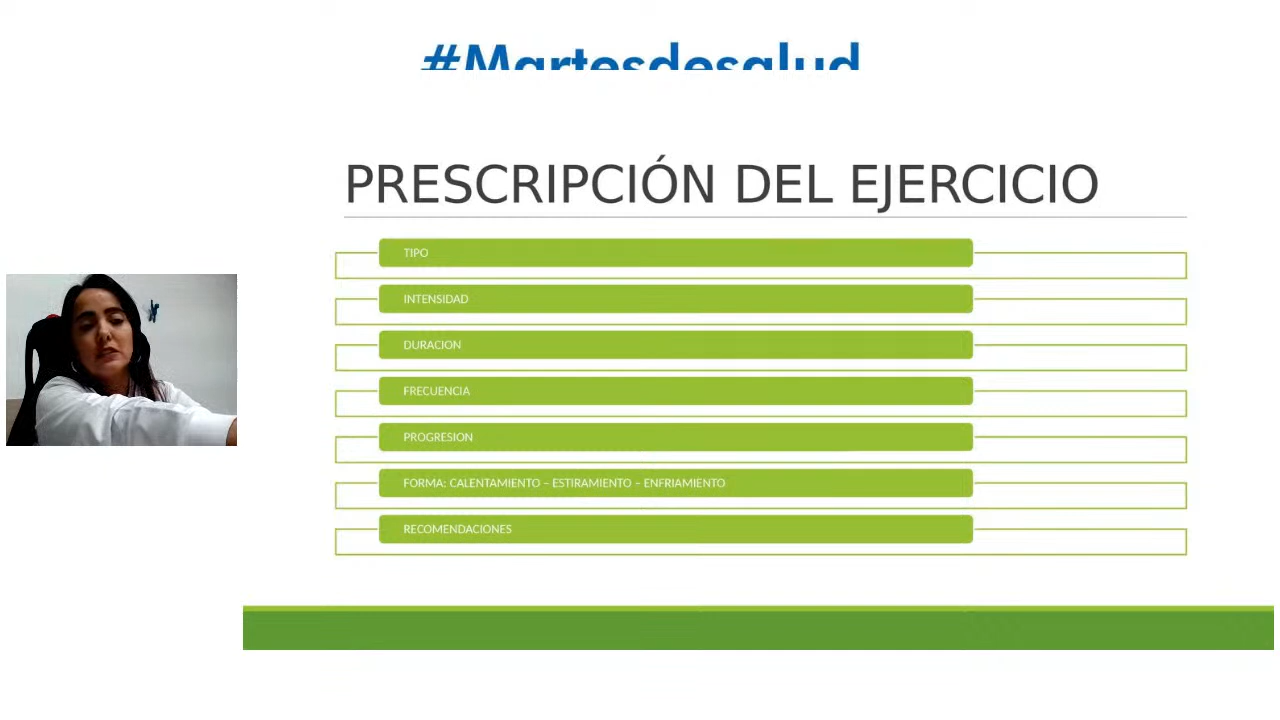 #Martesdesalud
PRESCRIPCIÓN DEL EJERCICIO
TIPO
INTENSIDAD
DURACION
FRECUENCIA
PROGRESION
FORMA: CALENTAMIENTO – ESTIRAMIENTO – ENFRIAMIENTO
RECOMENDACIONES